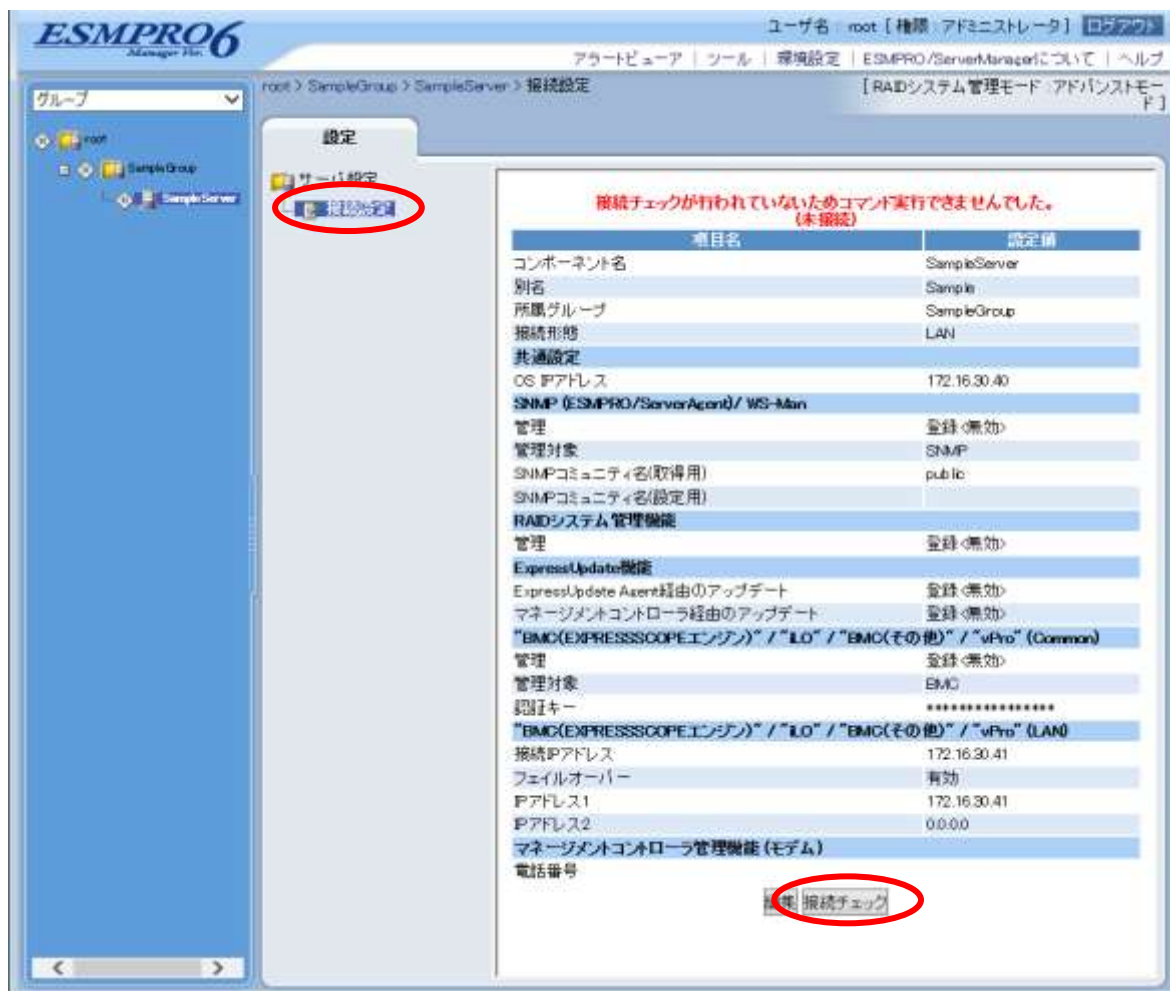 ESMPRO6
Manager Ver.
ユーザ名: root [ 権限 : アドミニストレータ ] ログアウト
アラートビューア | ツール | 環境設定 | ESMPRO/ServerManagerについて | ヘルプ
グループ
root
SampleGroup
SampleServer
root > SampleGroup > SampleServer > 接続設定
[ RAIDシステム管理モード : アドバンストモード ]
設定
サーバ設定
接続設定
接続チェックが行われていないためコマンド実行できませんでした。
(未接続)
項目名 設定値
コンポーネント名 SampleServer
別名 Sample
所属グループ SampleGroup
接続形態 LAN
共通設定
OS IPアドレス 172.16.30.40
SNMP (ESMPRO/ServerAgent)/ WS-Man
管理 登録<無効>
管理対象 SNMP
SNMPコミュニティ名(取得用) public
SNMPコミュニティ名(設定用)
RAIDシステム管理機能
管理 登録<無効>
ExpressUpdate機能
ExpressUpdate Agent経由のアップデート 登録<無効>
マネージメントコントローラ経由のアップデート 登録<無効>
"BMC(EXPRESSSCOPEエンジン)" / "iLO" / "BMC(その他)" / "vPro" (Common)
管理 登録<無効>
管理対象 BMC
認証キー ****************
"BMC(EXPRESSSCOPEエンジン)" / "iLO" / "BMC(その他)" / "vPro" (LAN)
接続IPアドレス 172.16.30.41
フェイルオーバー 有効
IPアドレス1 172.16.30.41
IPアドレス2 0.0.0.0
マネージメントコントローラ管理機能 (モデム)
電話番号
編集 接続チェック